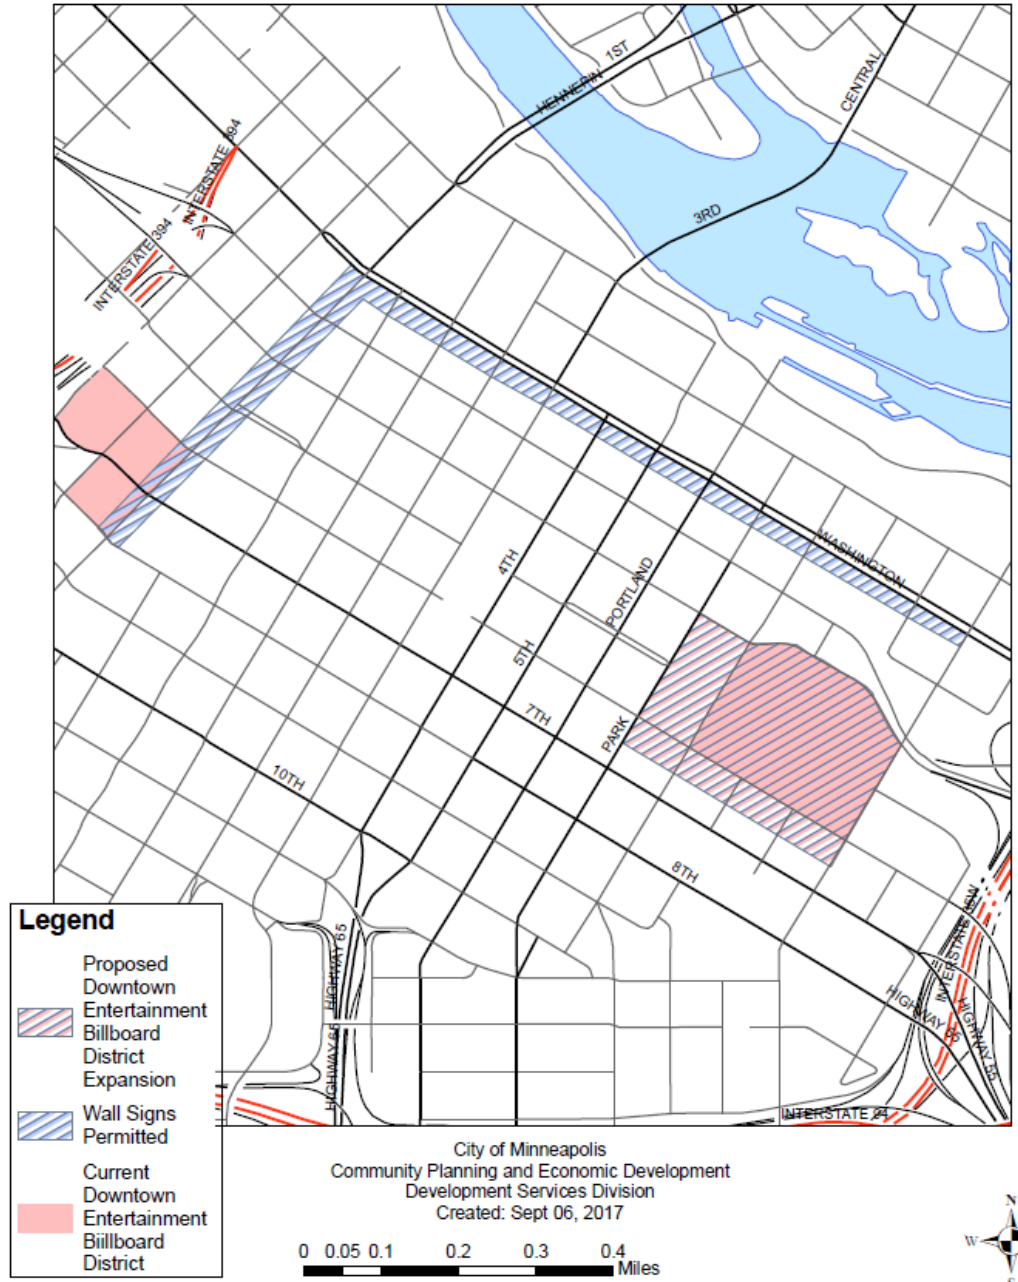 1ST
HENNEPIN
CENTRAL
INTERSTATE 394
3RD
INTERSTATE 394
WASHINGTON
4TH
PORTLAND
5TH
7TH
PARK
10TH
8TH
INTERSTATE 35W
HIGHWAY 65
HIGHWAY 55
HIGHWAY 55
HIGHWAY 65
INTERSTATE 94
Legend
Proposed
Downtown
Entertainment
Billboard
District
Expansion
Wall Signs
Permitted
Current
Downtown
Entertainment
Biillboard
District
City of Minneapolis
Community Planning and Economic Development
Development Services Division
Created: Sept 06, 2017
0 0.05 0.1 0.2 0.3 0.4
Miles
N
W
S